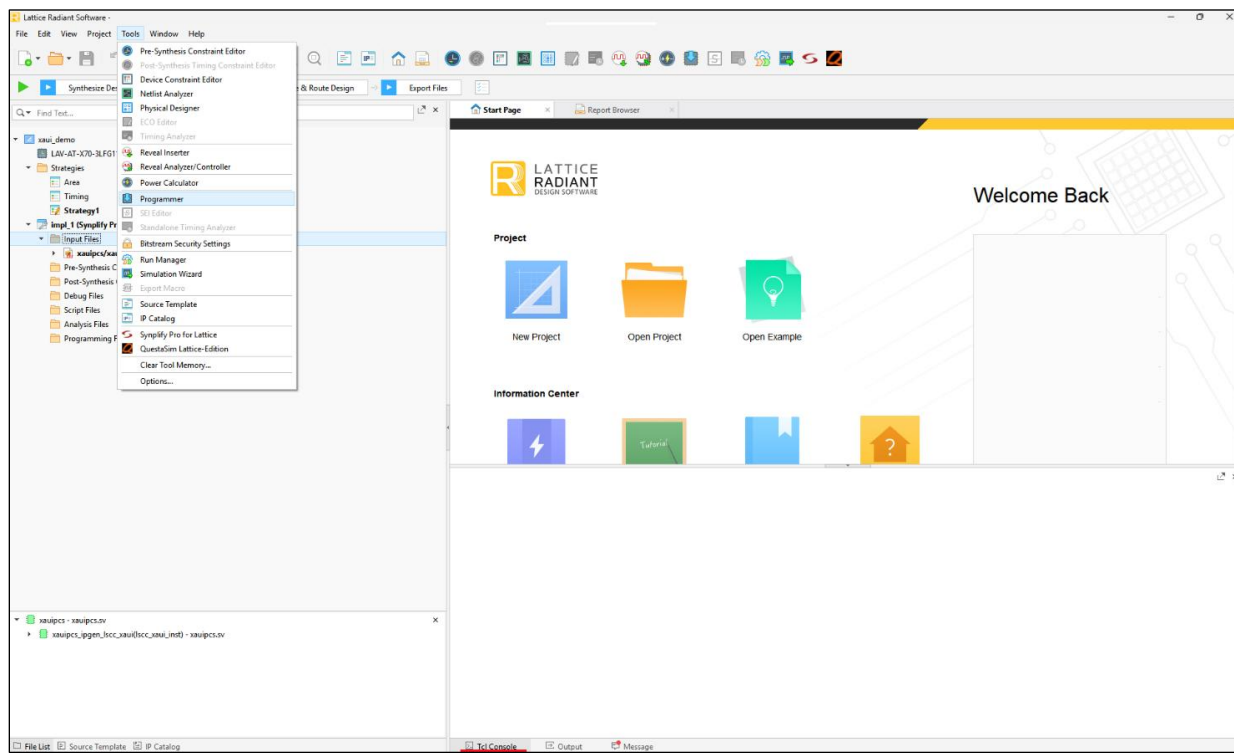 Lattice Radiant Software -
File Edit View Project Tools Window Help
Synthesize De
& Route Design
Export Files
Find Text...
Start Page
Report Browser
Pre-Synthesis Constraint Editor
Post-Synthesis Timing Constraint Editor
Device Constraint Editor
Netlist Analyzer
Physical Designer
ECO Editor
Timing Analyzer
Reveal Inserter
Reveal Analyzer/Controller
Power Calculator
Programmer
SEI Editor
Standalone Timing Analyzer
Bitstream Security Settings
Run Manager
Simulation Wizard
Export Macro
Source Template
IP Catalog
Synplify Pro for Lattice
QuestaSim Lattice-Edition
Clear Tool Memory...
Options...
xaui_demo
LAV-AT-X70-3LFG1
Strategies
Area
Timing
Strategy1
impl_1 (Synplify Pr
Input Files
xauipcs/xau
Pre-Synthesis C
Post-Synthesis
Debug Files
Script Files
Analysis Files
Programming F
LATTICE
RADIANT
DESIGN SOFTWARE
Welcome Back
Project
New Project
Open Project
Open Example
Information Center
Tutorial
?
xauipcs - xauipcs.sv
xauipcs_ipgen_lscc_xaui(lscc_xaui_inst) - xauipcs.sv
File List Source Template IP Catalog
Tcl Console Output Message